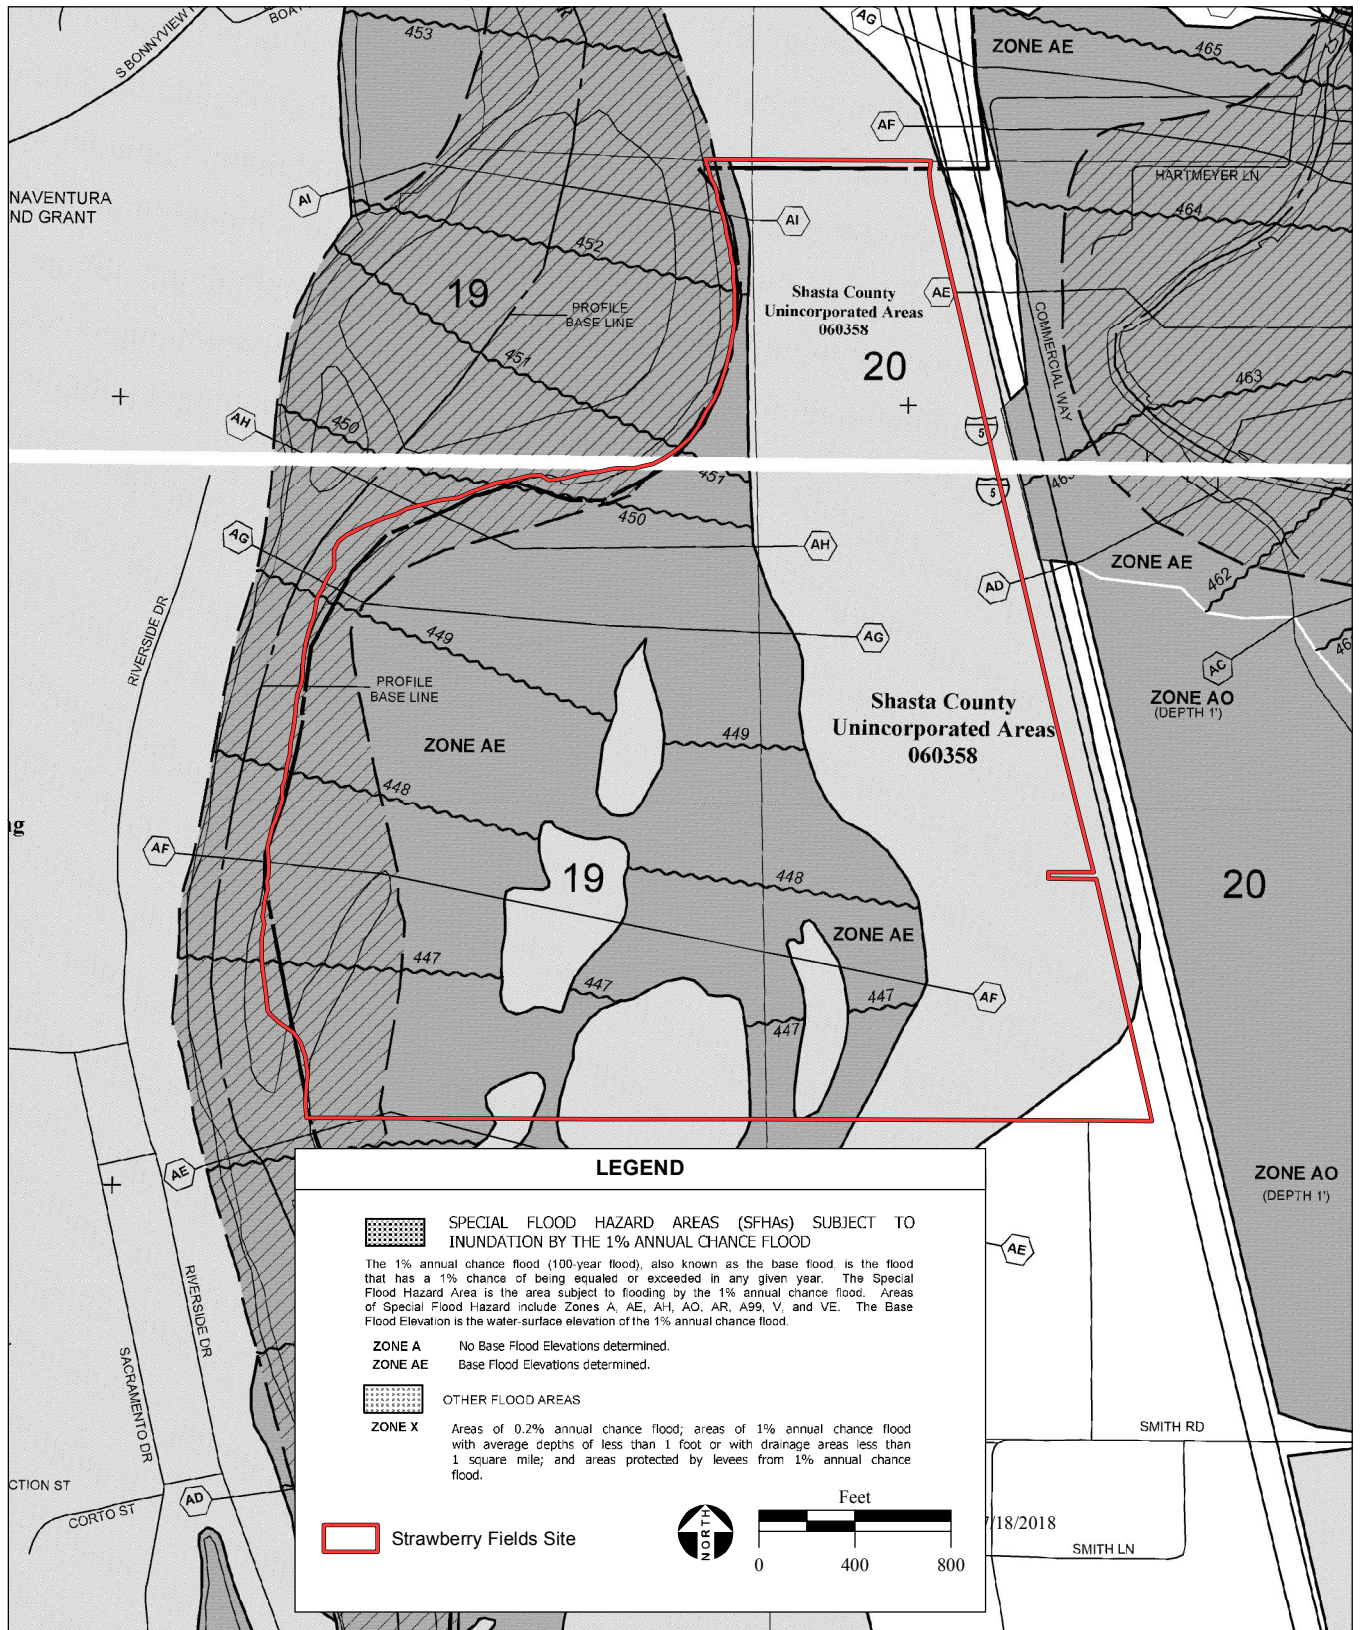 S BONNYVIEW
BOA
453
AG
ZONE AE
465
AF
HARTMEYER LN
NAVENTURA
ND GRANT
AI
AI
464
452
19
PROFILE
BASE LINE
Shasta County
Unincorporated Areas
060358
AE
COMMERCIAL WAY
451
20
463
AH
450
5
451
5
450
AG
AH
ZONE AE
AD
462
RIVERSIDE DR
449
AG
AC
46
PROFILE
BASE LINE
ZONE AO
(DEPTH 1')
Shasta County
Unincorporated Areas
060358
ZONE AE
449
448
g
AF
19
448
20
ZONE AE
447
447
447
447
AF
AE
LEGEND
ZONE AO
(DEPTH 1')
SPECIAL FLOOD HAZARD AREAS (SFHAs) SUBJECT TO
INUNDATION BY THE 1% ANNUAL CHANCE FLOOD
AE
The 1% annual chance flood (100-year flood), also known as the base flood, is the flood
that has a 1% chance of being equaled or exceeded in any given year. The Special
Flood Hazard Area is the area subject to flooding by the 1% annual chance flood. Areas
of Special Flood Hazard include Zones A, AE, AH, AO, AR, A99, V, and VE. The Base
Flood Elevation is the water-surface elevation of the 1% annual chance flood.
RIVERSIDE DR
ZONE A No Base Flood Elevations determined.
ZONE AE Base Flood Elevations determined.
SACRAMENTO DR
OTHER FLOOD AREAS
ZONE X Areas of 0.2% annual chance flood; areas of 1% annual chance flood
with average depths of less than 1 foot or with drainage areas less than
1 square mile; and areas protected by levees from 1% annual chance
flood.
SMITH RD
CTION ST
AD
CORTO ST
Feet
/18/2018
Strawberry Fields Site
NORTH
SMITH LN
0 400 800